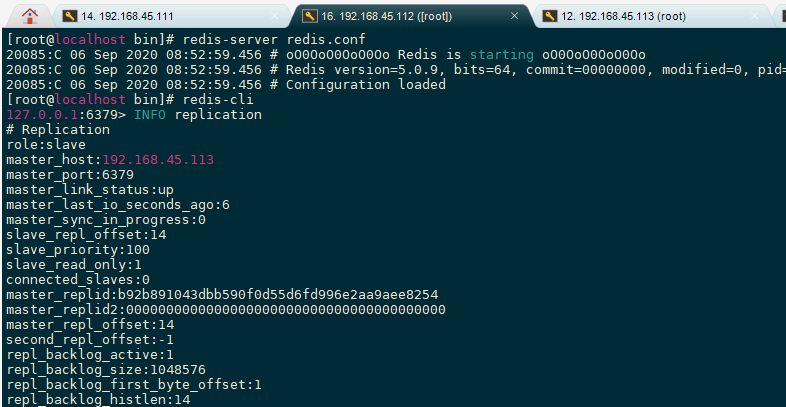 14. 192.168.45.111
16. 192.168.45.112 ([root])
12. 192.168.45.113 (root)
[root@localhost bin]# redis-server redis.conf
20085:C 06 Sep 2020 08:52:59.456 # oO0OoO0OoO0Oo Redis is starting oO0OoO0OoO0Oo
20085:C 06 Sep 2020 08:52:59.456 # Redis version=5.0.9, bits=64, commit=00000000, modified=0, pid=
20085:C 06 Sep 2020 08:52:59.456 # Configuration loaded
[root@localhost bin]# redis-cli
127.0.0.1:6379> INFO replication
# Replication
role:slave
master_host:192.168.45.113
master_port:6379
master_link_status:up
master_last_io_seconds_ago:6
master_sync_in_progress:0
slave_repl_offset:14
slave_priority:100
slave_read_only:1
connected_slaves:0
master_replid:b92b891043dbb590f0d55d6fd996e2aa9aee8254
master_replid2:0000000000000000000000000000000000000000
master_repl_offset:14
second_repl_offset:-1
repl_backlog_active:1
repl_backlog_size:1048576
repl_backlog_first_byte_offset:1
repl_backlog_histlen:14